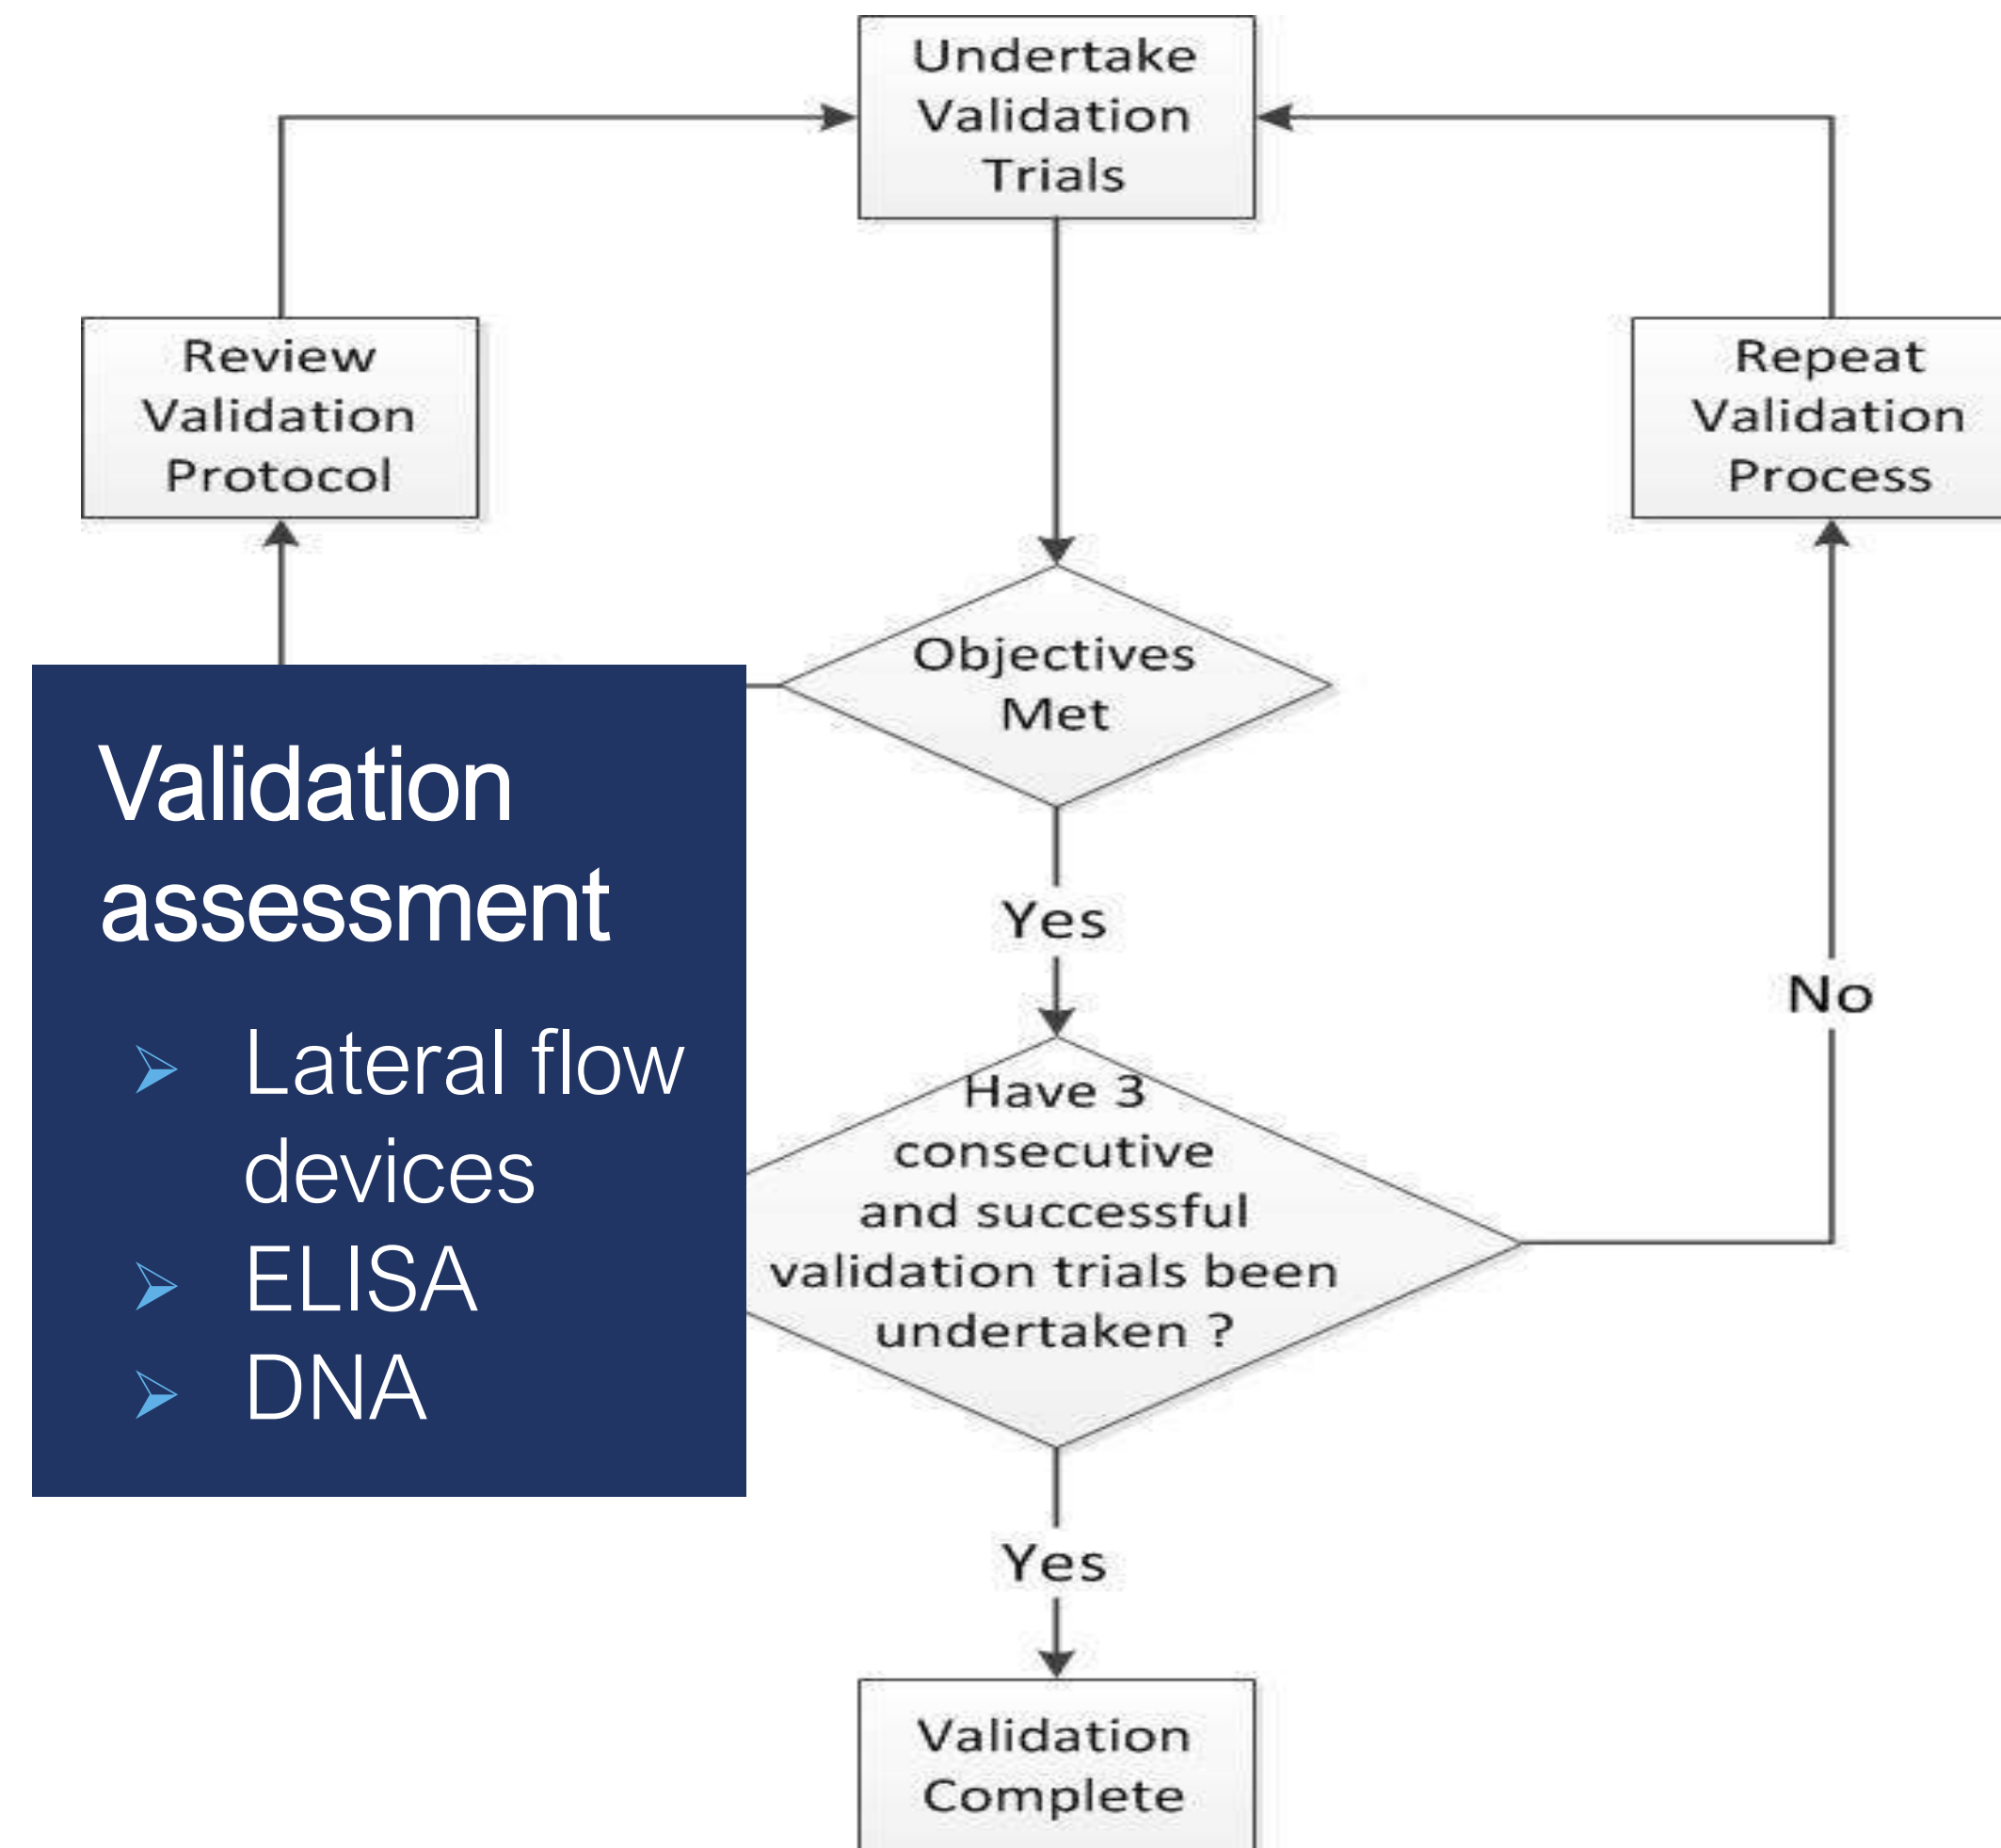 Undertake
Validation
Trials
Review
Validation
Protocol
Repeat
Validation
Process
Objectives
Met
Yes
No
Have 3
consecutive
and successful
validation trials been
undertaken ?
Yes
Validation
Complete
Validation
assessment
➢ Lateral flow
devices
➢ ELISA
➢ DNA